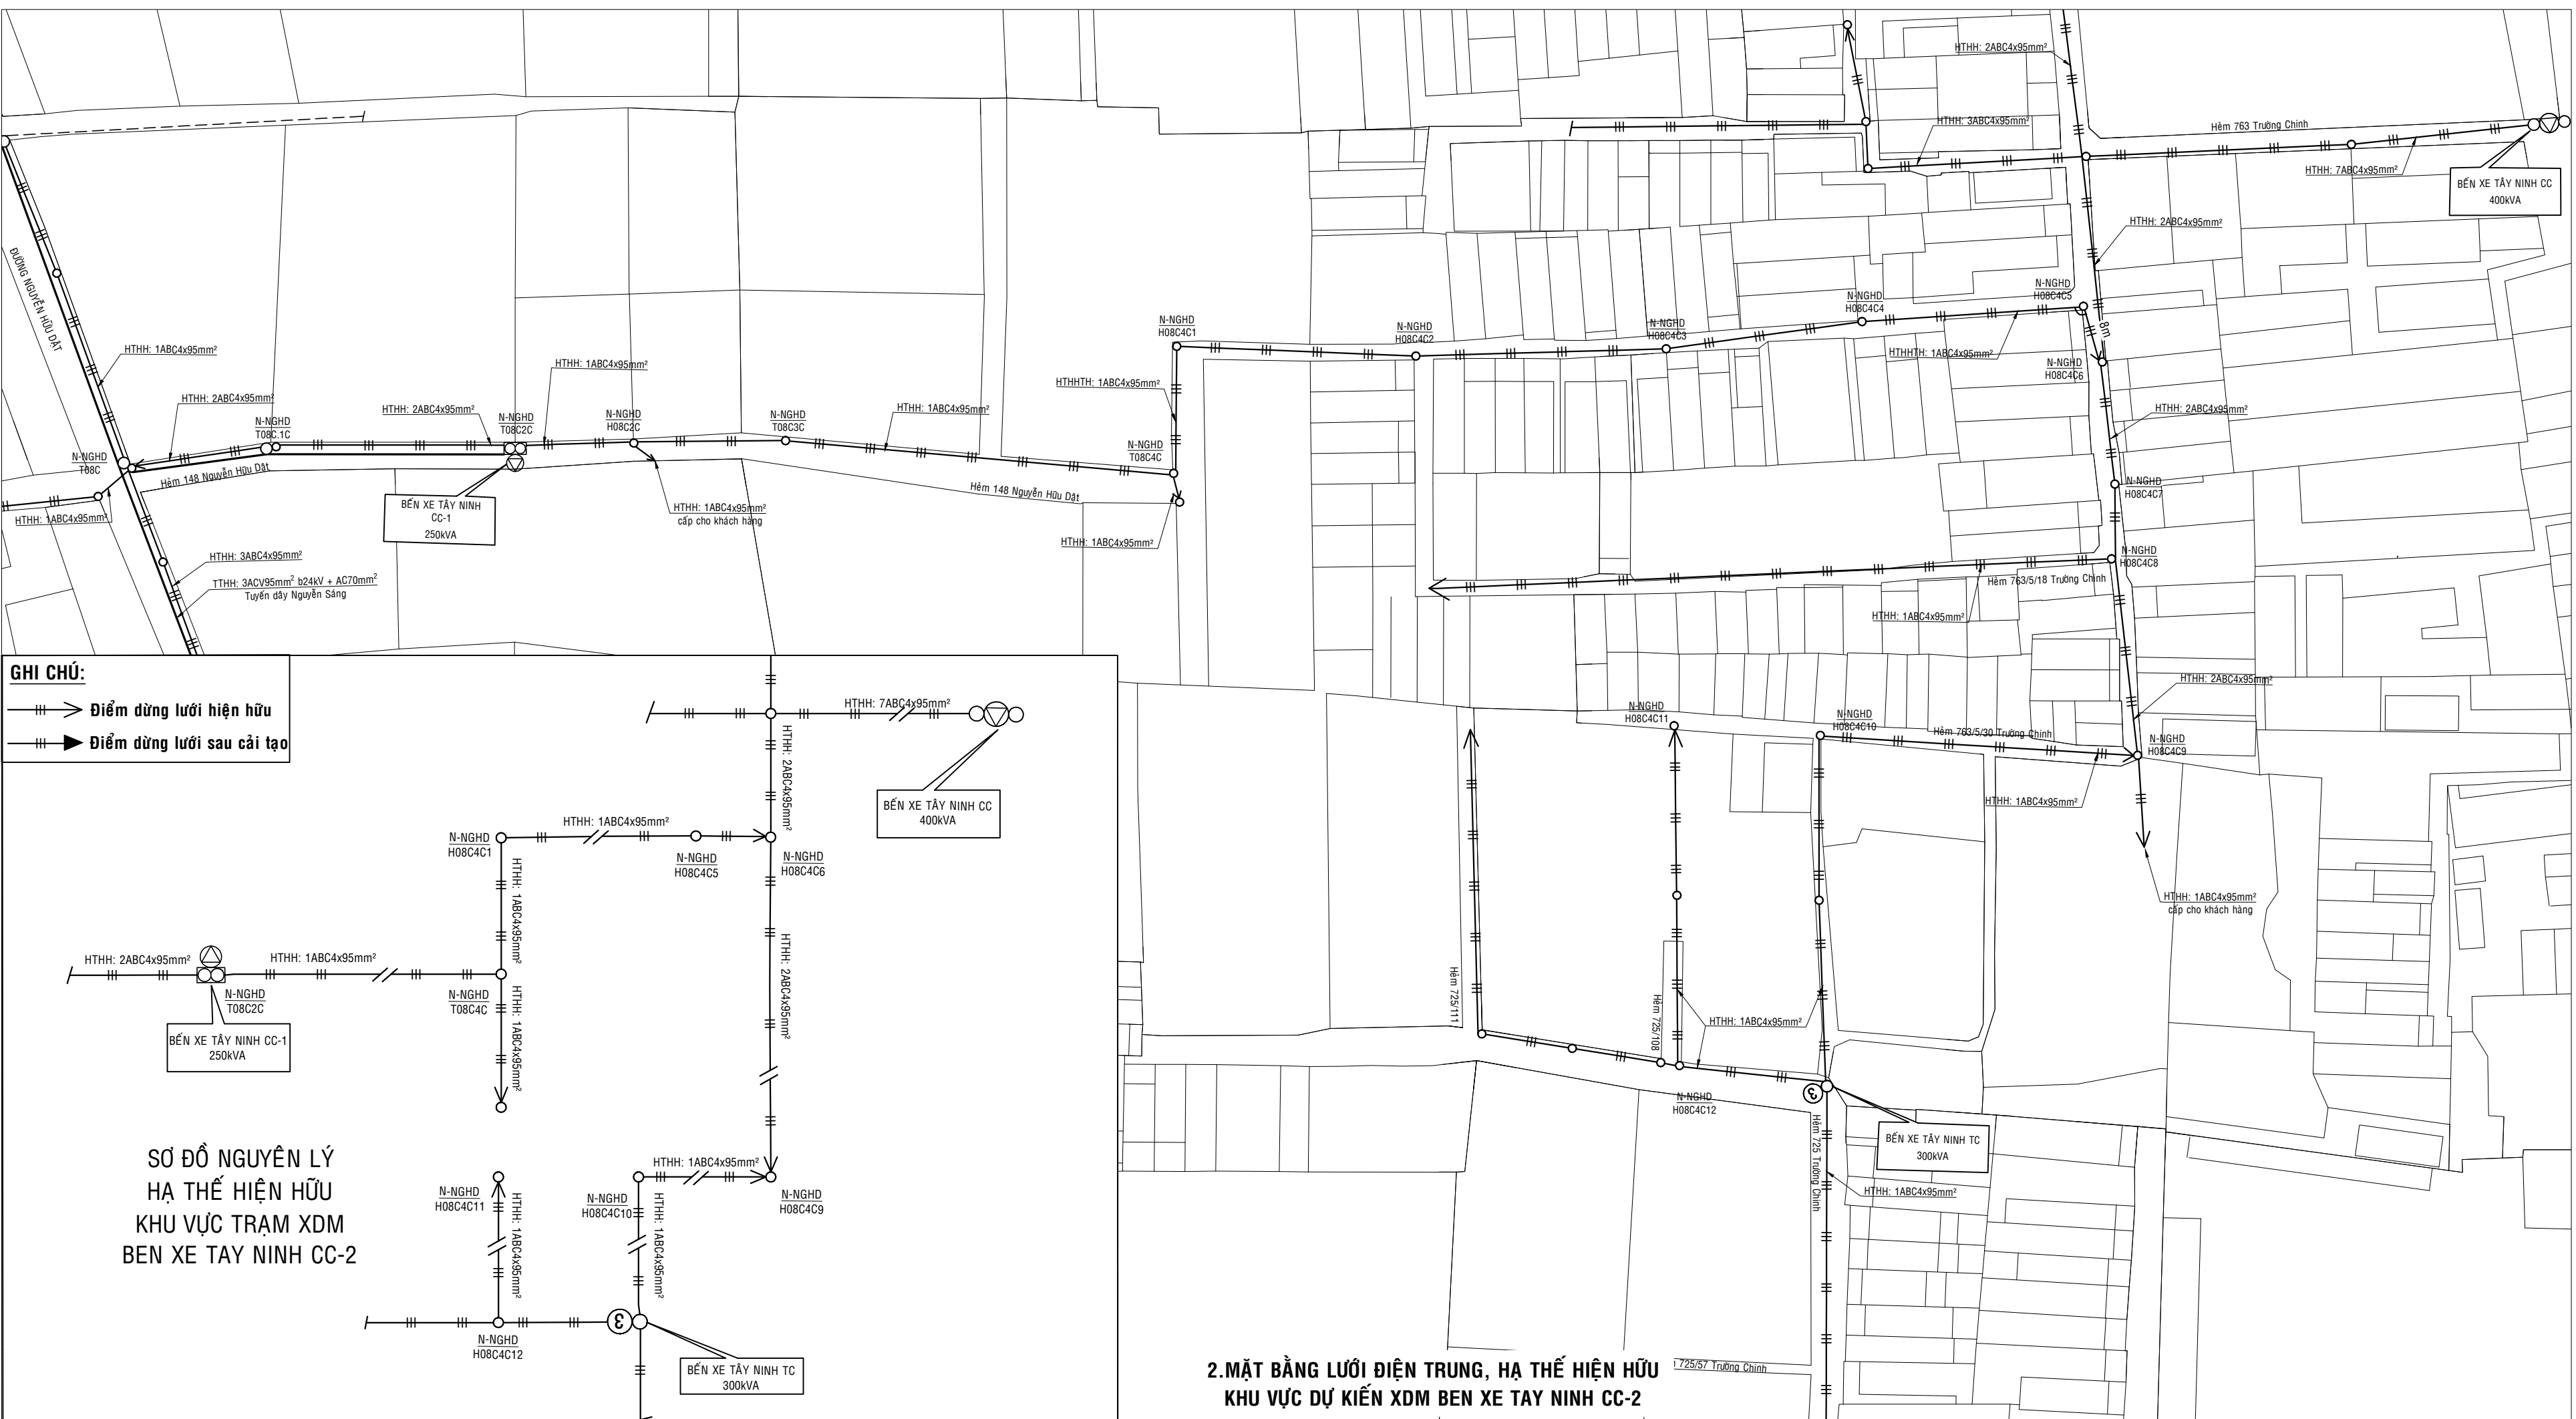 HTHH: 2ABC4x95mm²
HTHH: 3ABC4x95mm²
Hẻm 763 Trường Chinh
HTHH: 7ABC4x95mm²
BẾN XE TÂY NINH CC
400kVA
HTHH: 2ABC4x95mm²
ĐƯỜNG NGUYỄN HỮU DẬT
N-NGHD
H08C4C5
N-NGHD
H08C4C4
8m
N-NGHD
H08C4C1
N-NGHD
H08C4C2
N-NGHD
H08C4C3
HTHH: 1ABC4x95mm²
HTHH: 1ABC4x95mm²
HTHHTH: 1ABC4x95mm²
N-NGHD
H08C4C6
HTHHTH: 1ABC4x95mm²
HTHH: 2ABC4x95mm²
HTHH: 2ABC4x95mm²
HTHH: 1ABC4x95mm²
HTHH: 2ABC4x95mm²
N-NGHD
T08C.1C
N-NGHD
T08C2C
N-NGHD
H08C2C
N-NGHD
T08C3C
N-NGHD
T08C4C
N-NGHD
T08C
Hẻm 148 Nguyễn Hữu Dật
Hẻm 148 Nguyễn Hữu Dật
N-NGHD
H08C4C7
BẾN XE TÂY NINH
CC-1
250kVA
HTHH: 1ABC4x95mm²
cấp cho khách hàng
HTHH: 1ABC4x95mm²
HTHH: 1ABC4x95mm²
HTHH: 3ABC4x95mm²
TTHH: 3ACV95mm² b24kV + AC70mm²
Tuyến dây Nguyễn Sáng
N-NGHD
H08C4C8
Hẻm 763/5/18 Trường Chinh
HTHH: 1ABC4x95mm²
GHI CHÚ:
Điểm dừng lưới hiện hữu
Điểm dừng lưới sau cải tạo
HTHH: 7ABC4x95mm²
HTHH: 2ABC4x95mm²
BẾN XE TÂY NINH CC
400kVA
HTHH: 1ABC4x95mm²
N-NGHD
H08C4C1
N-NGHD
H08C4C5
N-NGHD
H08C4C6
HTHH: 1ABC4x95mm²
HTHH: 2ABC4x95mm²
HTHH: 2ABC4x95mm²
HTHH: 1ABC4x95mm²
N-NGHD
T08C2C
N-NGHD
T08C4C
HTHH: 1ABC4x95mm²
BẾN XE TÂY NINH CC-1
250kVA
SƠ ĐỒ NGUYÊN LÝ
HẠ THẾ HIỆN HỮU
KHU VỰC TRẠM XDM
BEN XE TAY NINH CC-2
HTHH: 1ABC4x95mm²
N-NGHD
H08C4C11
N-NGHD
H08C4C10
N-NGHD
H08C4C9
HTHH: 1ABC4x95mm²
HTHH: 1ABC4x95mm²
3
N-NGHD
H08C4C12
BẾN XE TÂY NINH TC
300kVA
HTHH: 2ABC4x95mm²
N-NGHD
H08C4C11
N-NGHD
H08C4C10
Hẻm 763/5/30 Trường Chinh
N-NGHD
H08C4C9
HTHH: 1ABC4x95mm²
HTHH: 1ABC4x95mm²
cấp cho khách hàng
Hẻm 725/111
Hẻm 725/108
HTHH: 1ABC4x95mm²
3
N-NGHD
H08C4C12
Hẻm 725 Trường Chinh
BẾN XE TÂY NINH TC
300kVA
HTHH: 1ABC4x95mm²
725/57 Trường Chinh
2.MẶT BẰNG LƯỚI ĐIỆN TRUNG, HẠ THẾ HIỆN HỮU
KHU VỰC DỰ KIẾN XDM BEN XE TAY NINH CC-2